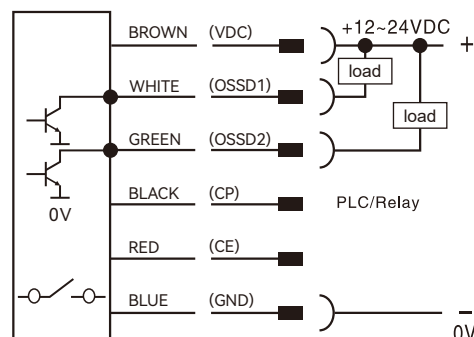 BROWN (VDC) +12~24VDC +
load
WHITE (OSSD1)
load
GREEN (OSSD2)
0V
BLACK (CP) PLC/Relay
RED (CE)
BLUE (GND) −
0V